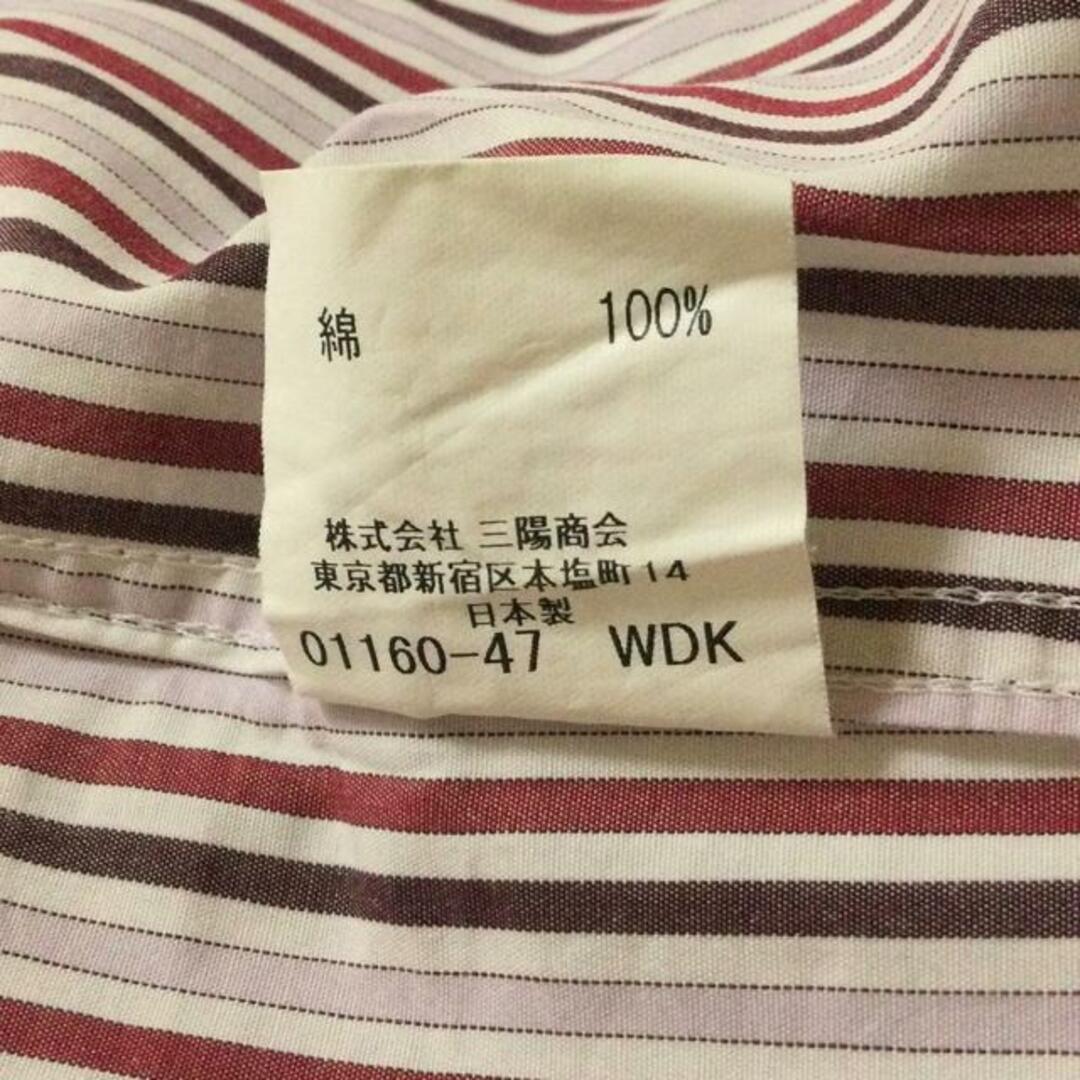 綿 100%
株式会社 三陽商会
東京都新宿区本塩町14
日本製
01160-47 WDK